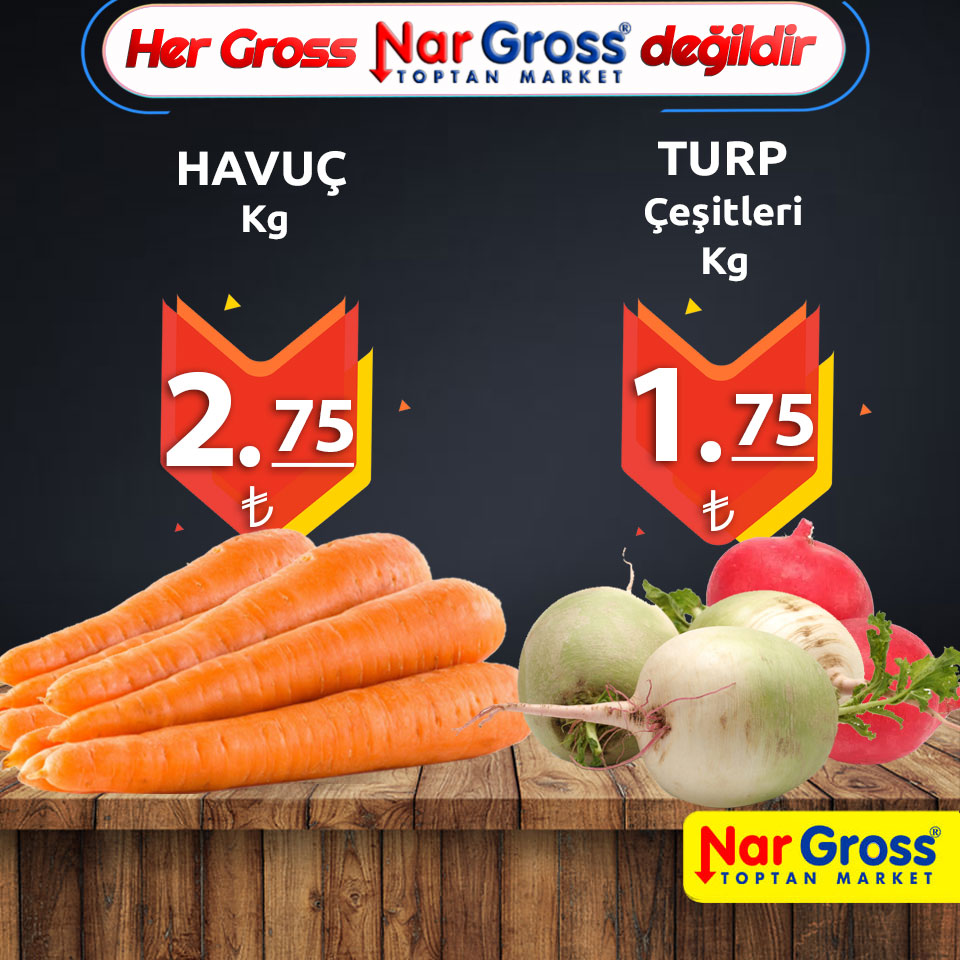 Her Gross Nar Gross® değildir
TOPTAN MARKET
HAVUÇ
Kg
2.75
₺
TURP
Çeşitleri
Kg
1.75
₺
Nar Gross®
TOPTAN MARKET